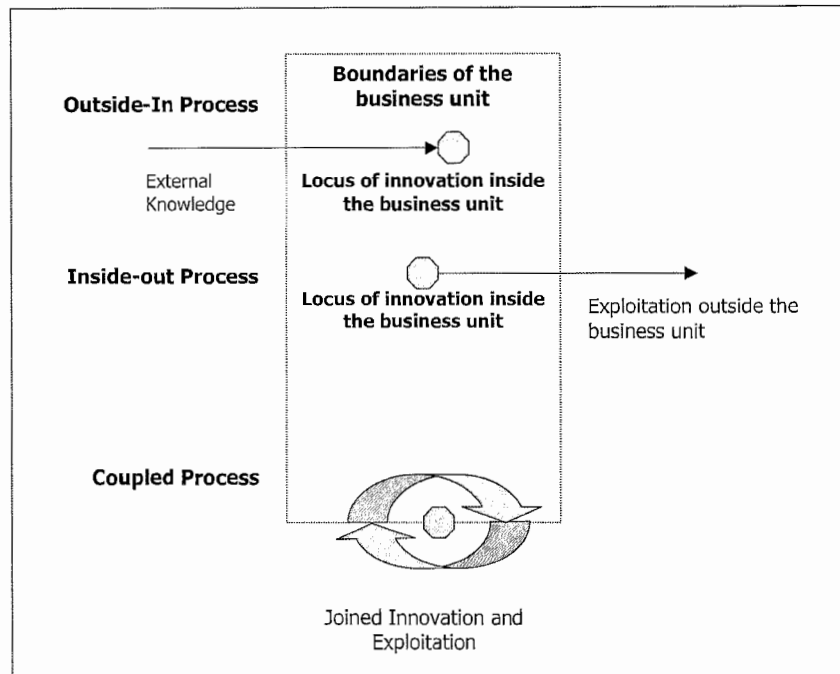 Boundaries of the
business unit
Outside-In Process
External
Knowledge
Locus of innovation inside
the business unit
Inside-out Process
Locus of innovation inside
the business unit
Exploitation outside the
business unit
Coupled Process
Joined Innovation and
Exploitation